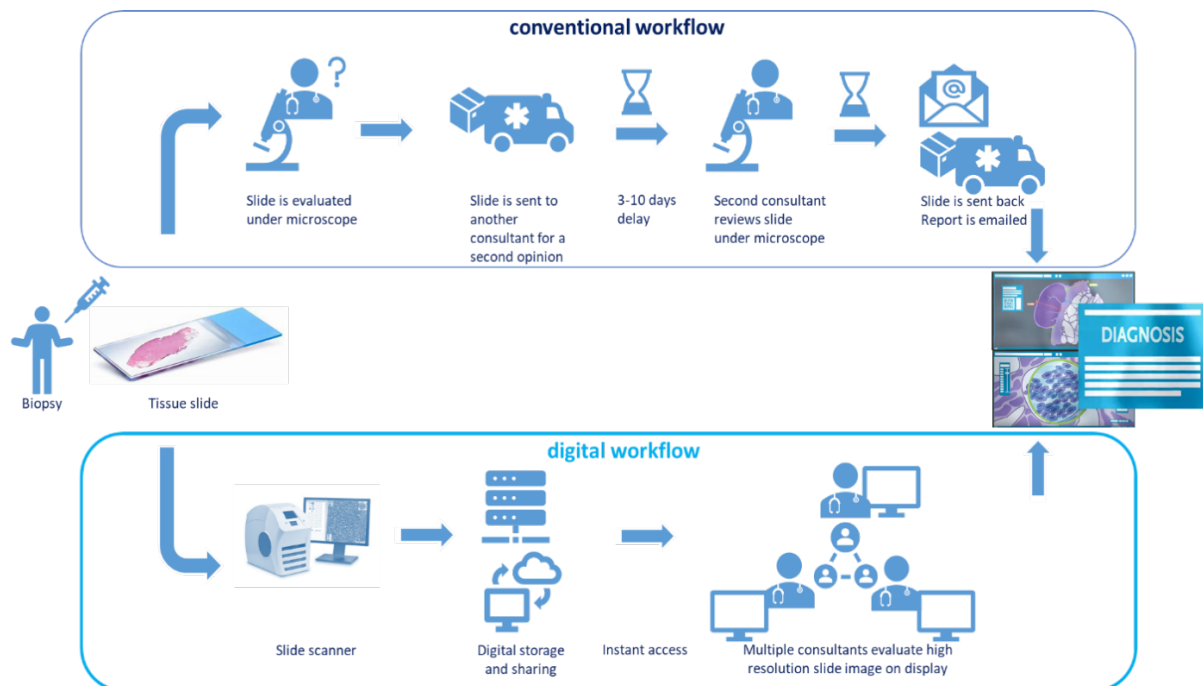 conventional workflow
?
@
Slide is evaluated
under microscope
Slide is sent to
another
consultant for a
second opinion
3-10 days
delay
Second consultant
reviews slide
under microscope
Slide is sent back
Report is emailed
Biopsy
Tissue slide
DIAGNOSIS
digital workflow
Slide scanner
Digital storage
and sharing
Instant access
Multiple consultants evaluate high
resolution slide image on display